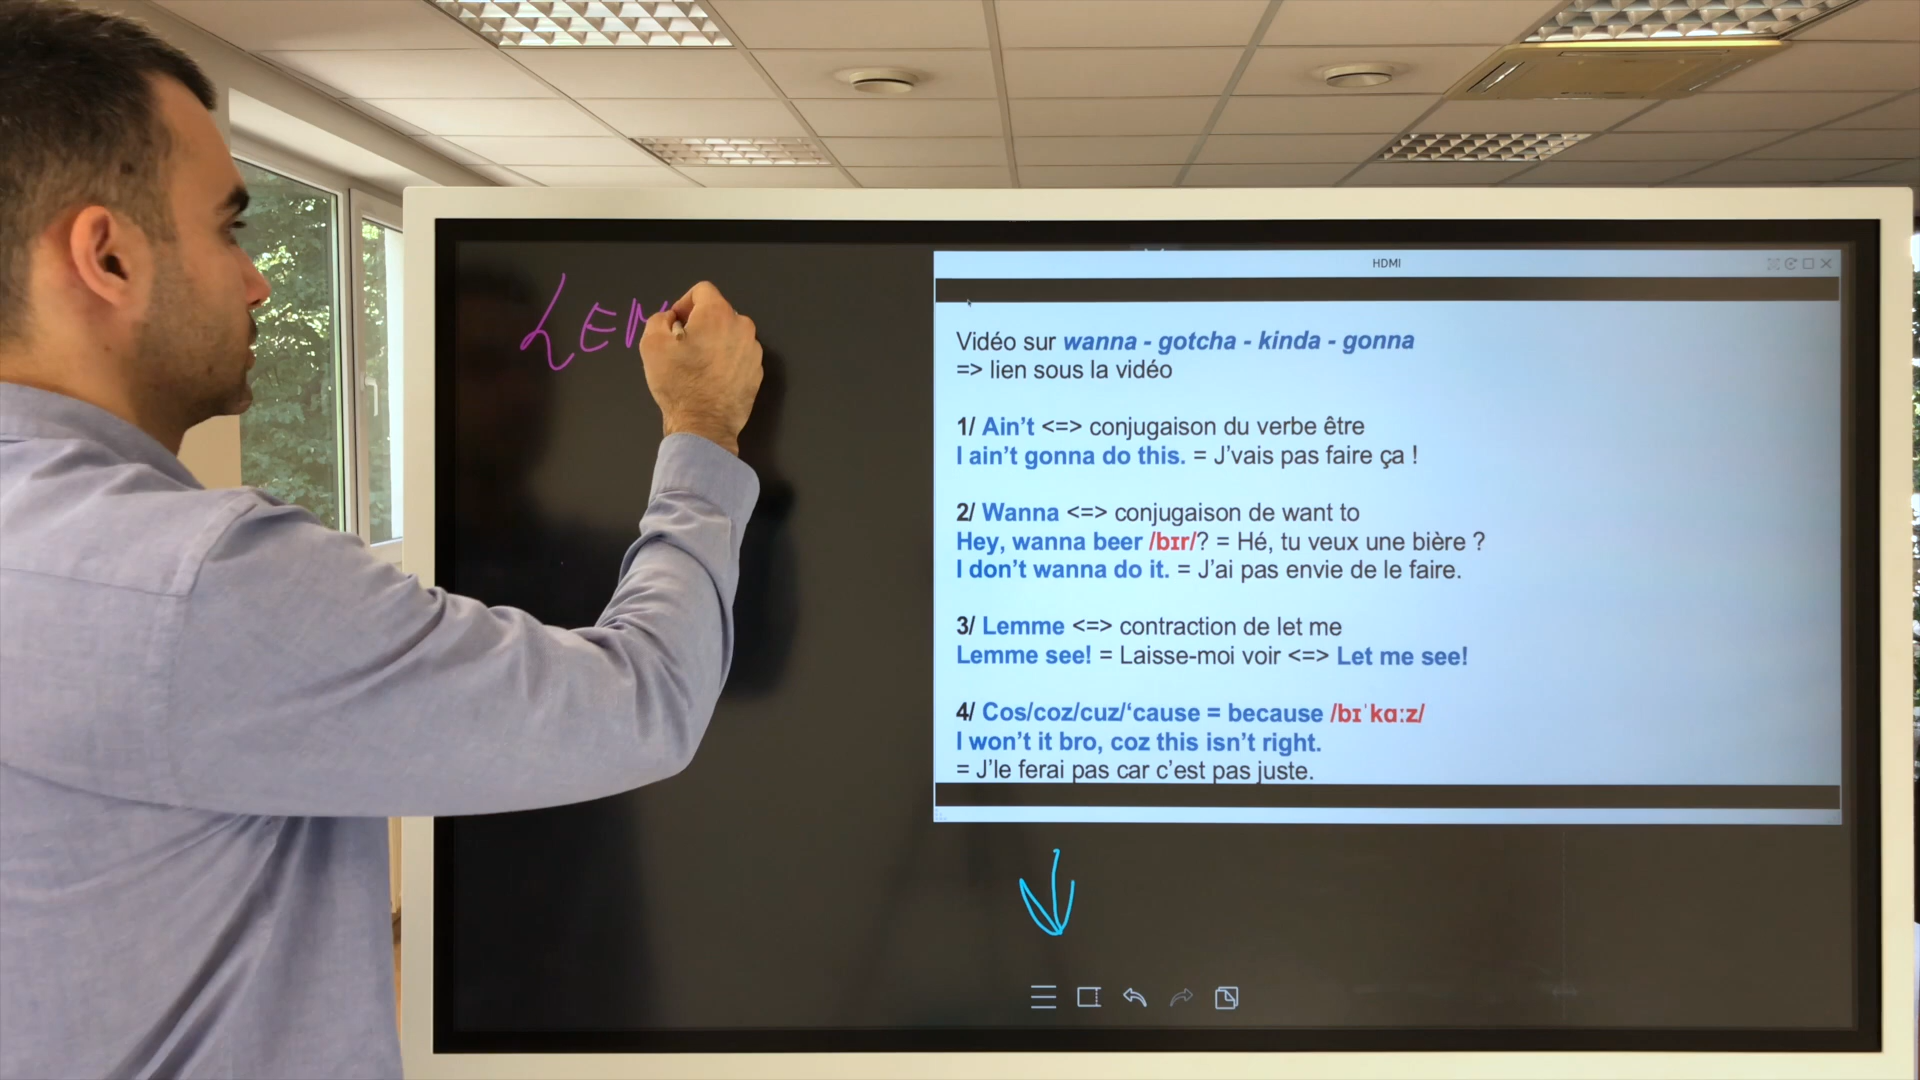 LEM
HDMI
Vidéo sur wanna - gotcha - kinda - gonna
=> lien sous la vidéo
1/ Ain't <=> conjugaison du verbe être
I ain't gonna do this. = J'vais pas faire ça !
2/ Wanna <=> conjugaison de want to
Hey, wanna beer /bɪr/? = Hé, tu veux une bière ?
I don't wanna do it. = J'ai pas envie de le faire.
3/ Lemme <=> contraction de let me
Lemme see! = Laisse-moi voir <=> Let me see!
4/ Cos/coz/cuz/‘cause = because /bɪˈkɑːz/
I won't it bro, coz this isn't right.
= J'le ferai pas car c'est pas juste.